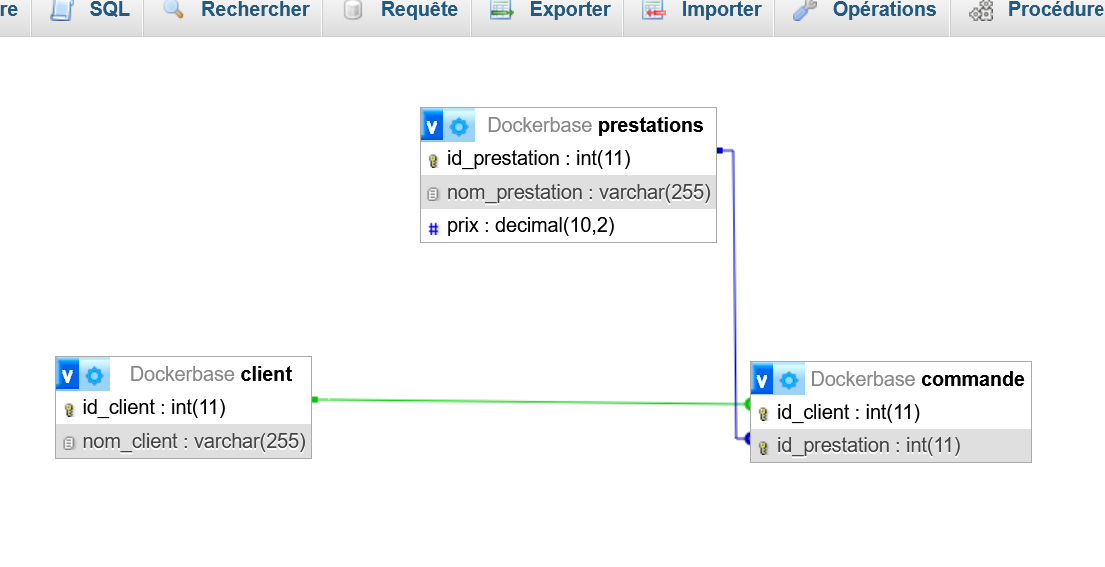 re SQL Rechercher Requête Exporter Importer Opérations Procédure
v Dockerbase prestations
id_prestation : int(11)
nom_prestation : varchar(255)
# prix : decimal(10,2)
v Dockerbase client
id_client : int(11)
nom_client : varchar(255)
v Dockerbase commande
id_client : int(11)
id_prestation : int(11)